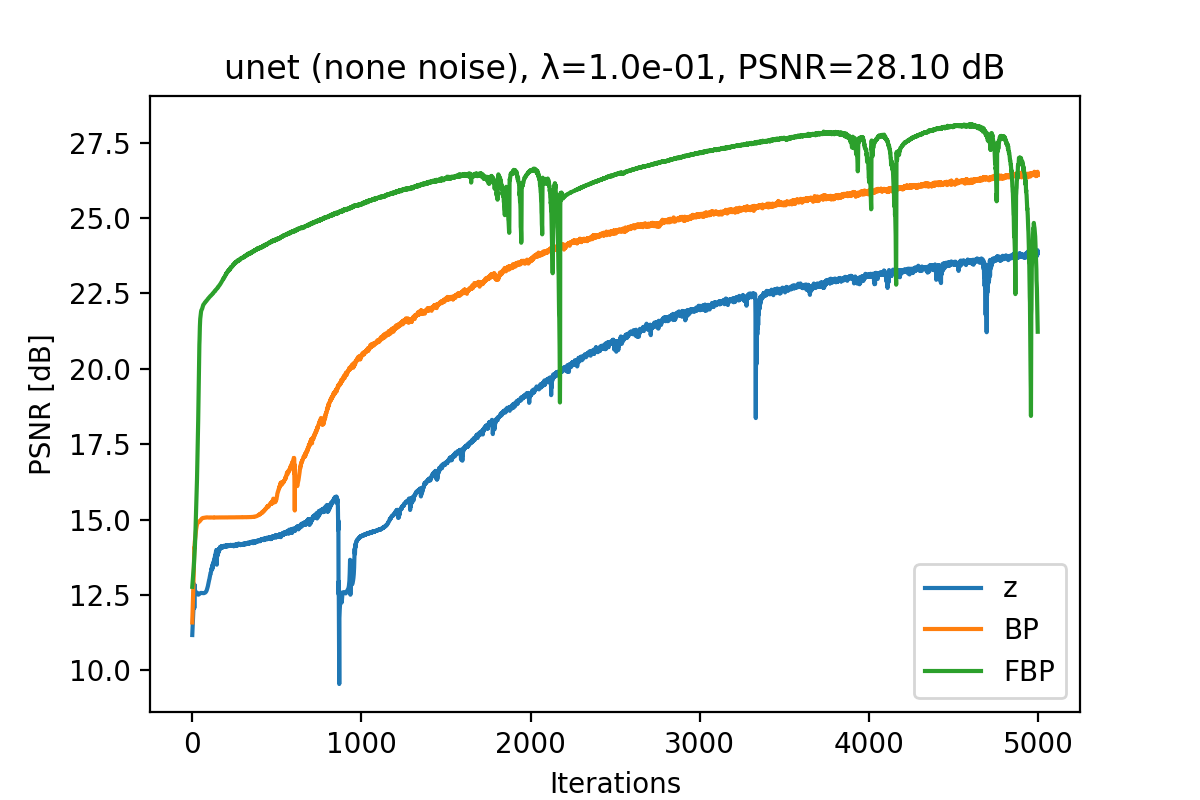 unet (none noise), λ=1.0e-01, PSNR=28.10 dB
PSNR [dB]
27.5
25.0
22.5
20.0
17.5
15.0
12.5
10.0
0 1000 2000 3000 4000 5000
Iterations
z
BP
FBP